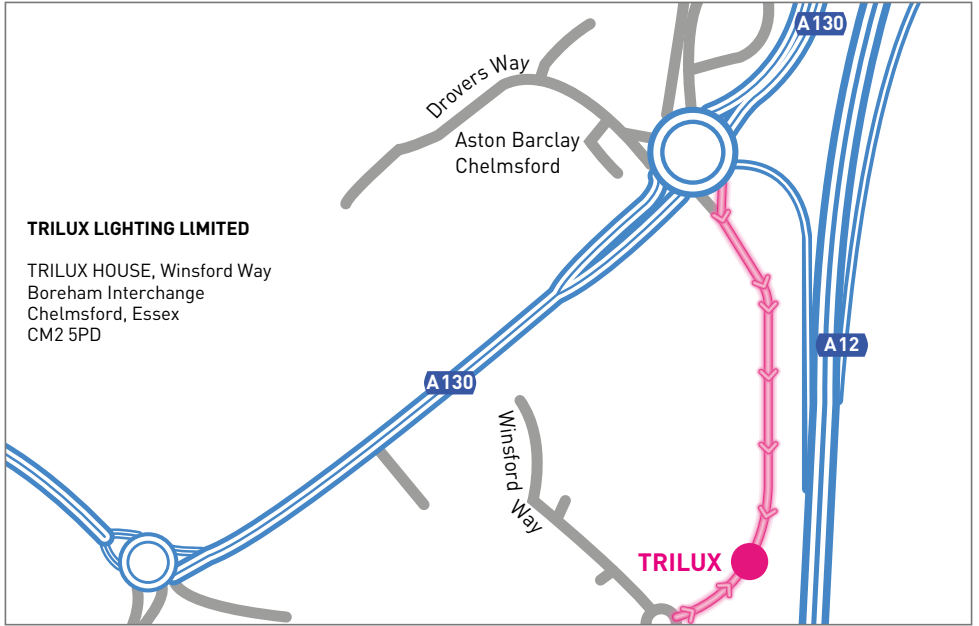 A130
Drovers Way
Aston Barclay
Chelmsford
TRILUX LIGHTING LIMITED
TRILUX HOUSE, Winsford Way
Boreham Interchange
Chelmsford, Essex
CM2 5PD
A12
A130
Winsford Way
TRILUX